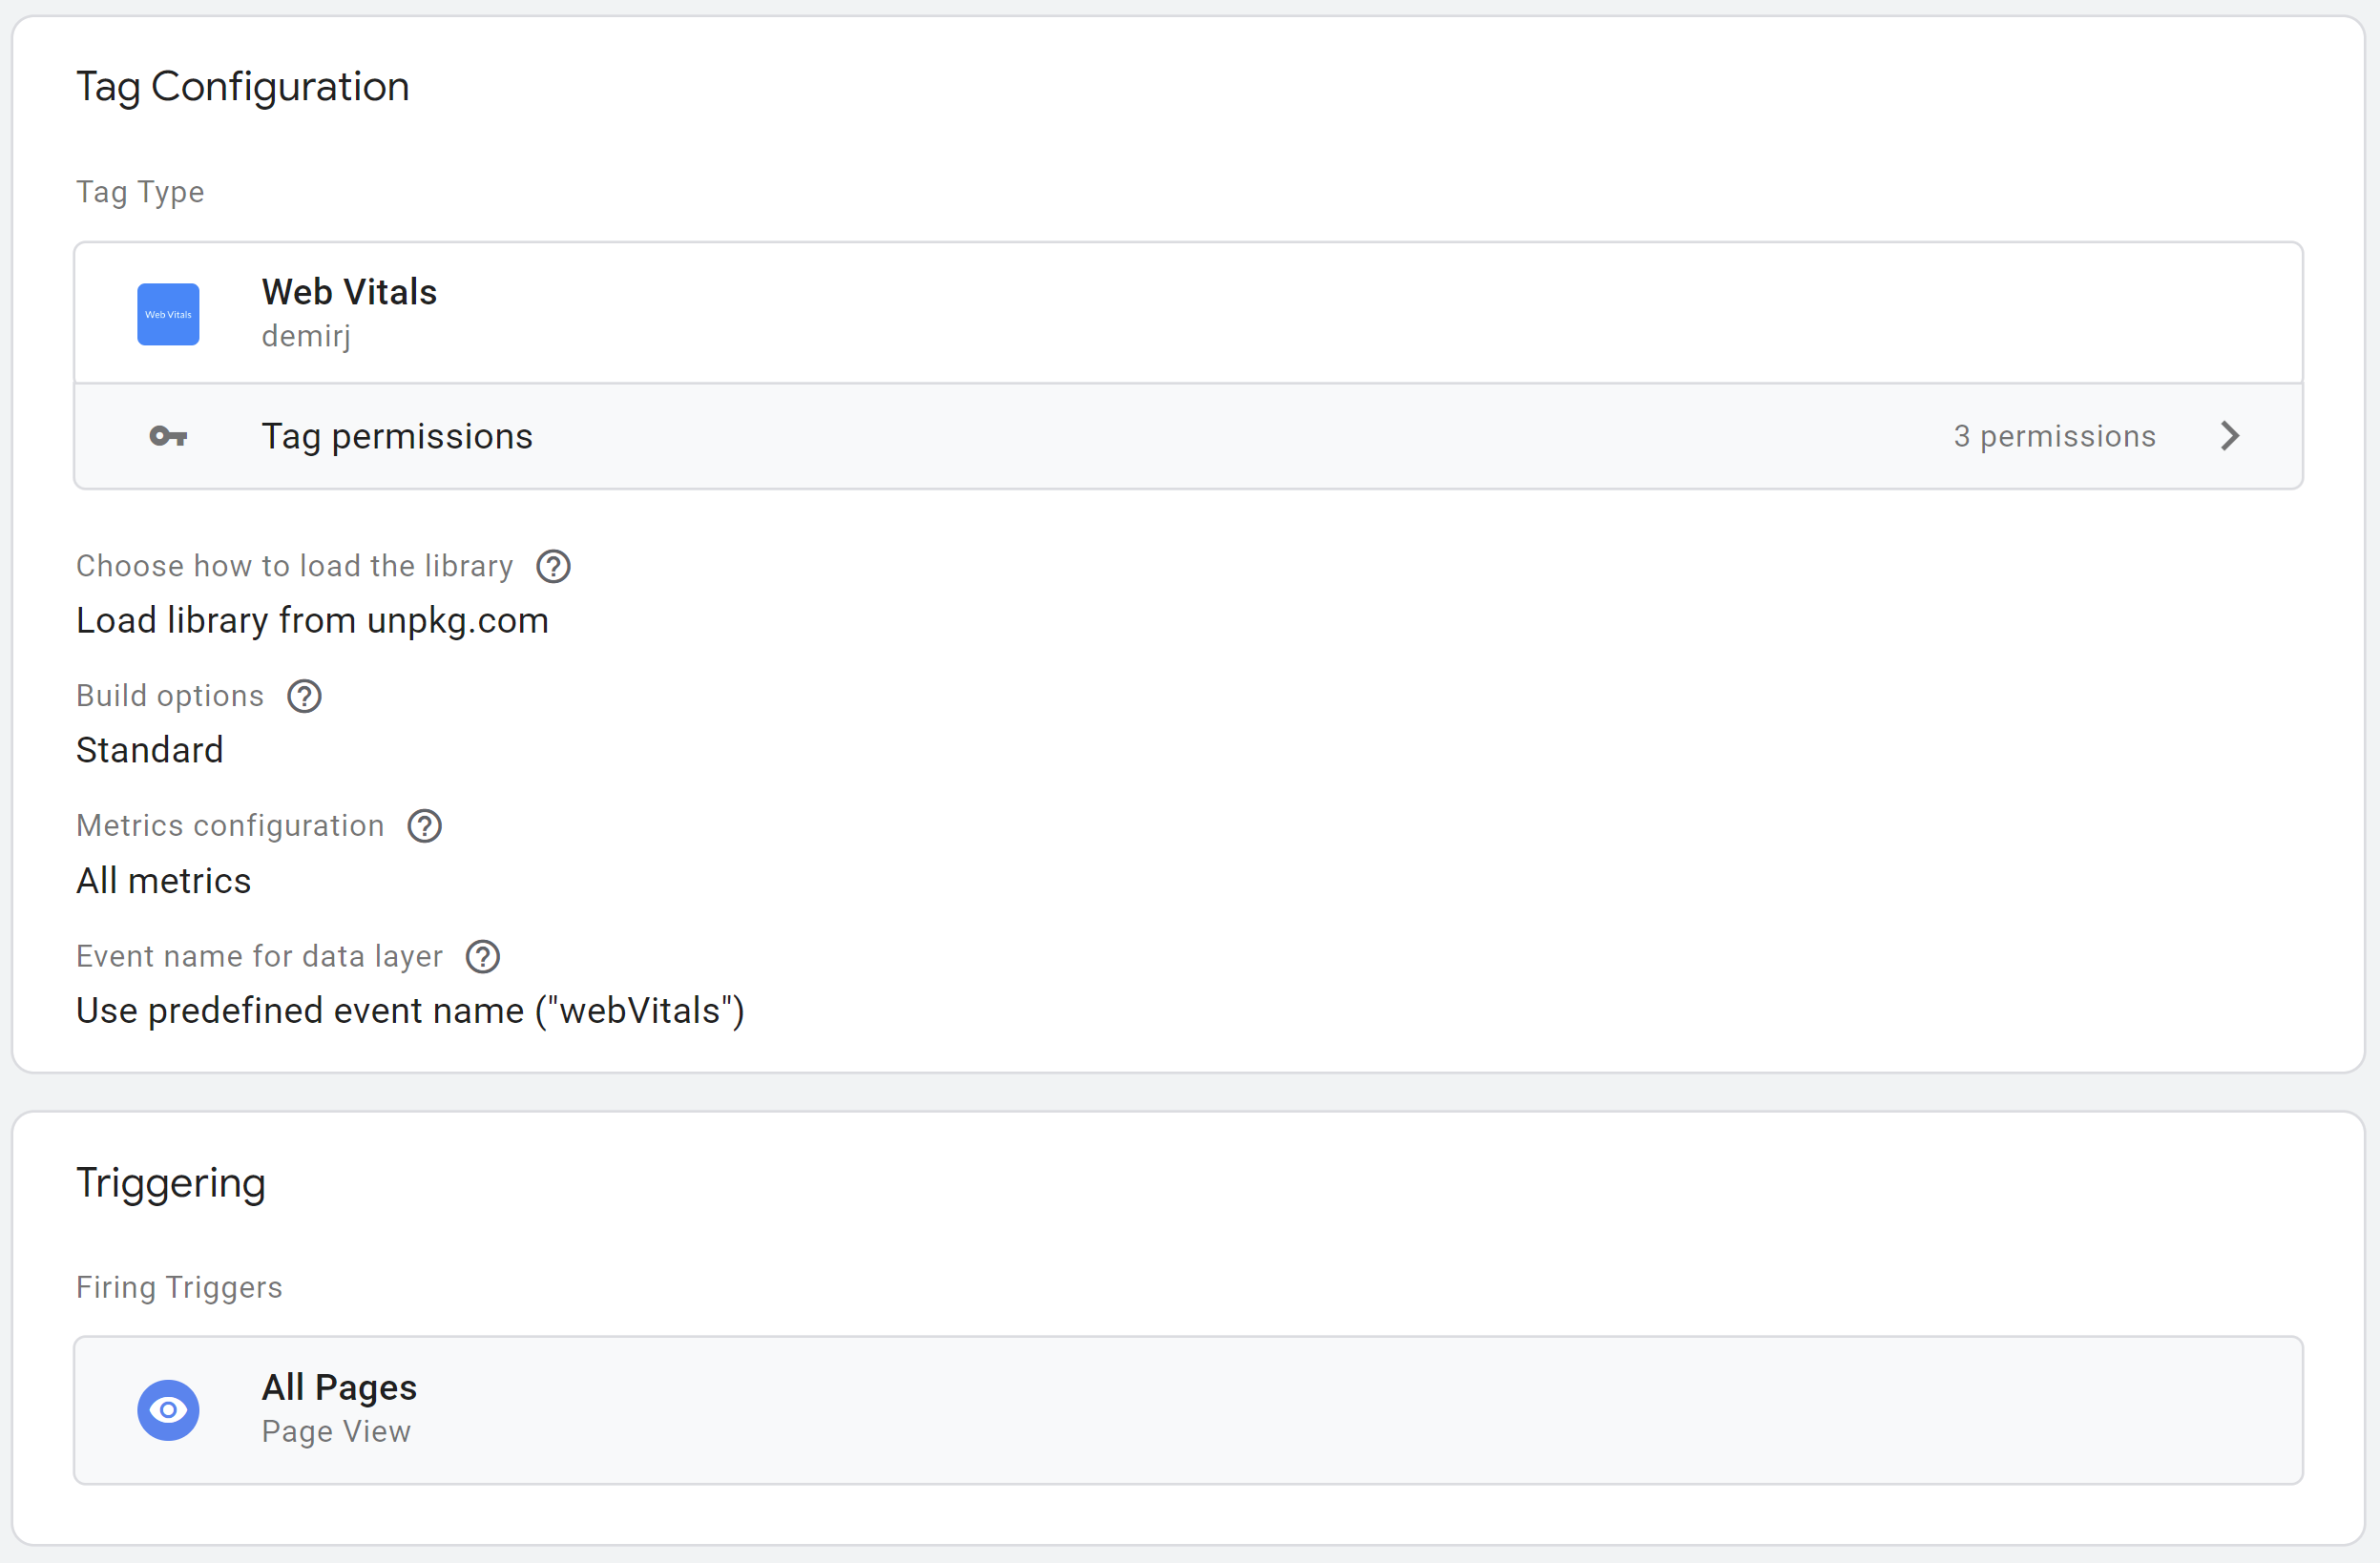 Tag Configuration
Tag Type
Web Vitals
Web Vitals
demirj
Tag permissions
3 permissions
Choose how to load the library
Load library from unpkg.com
Build options
Standard
Metrics configuration
All metrics
Event name for data layer
Use predefined event name ("webVitals")
Triggering
Firing Triggers
All Pages
Page View